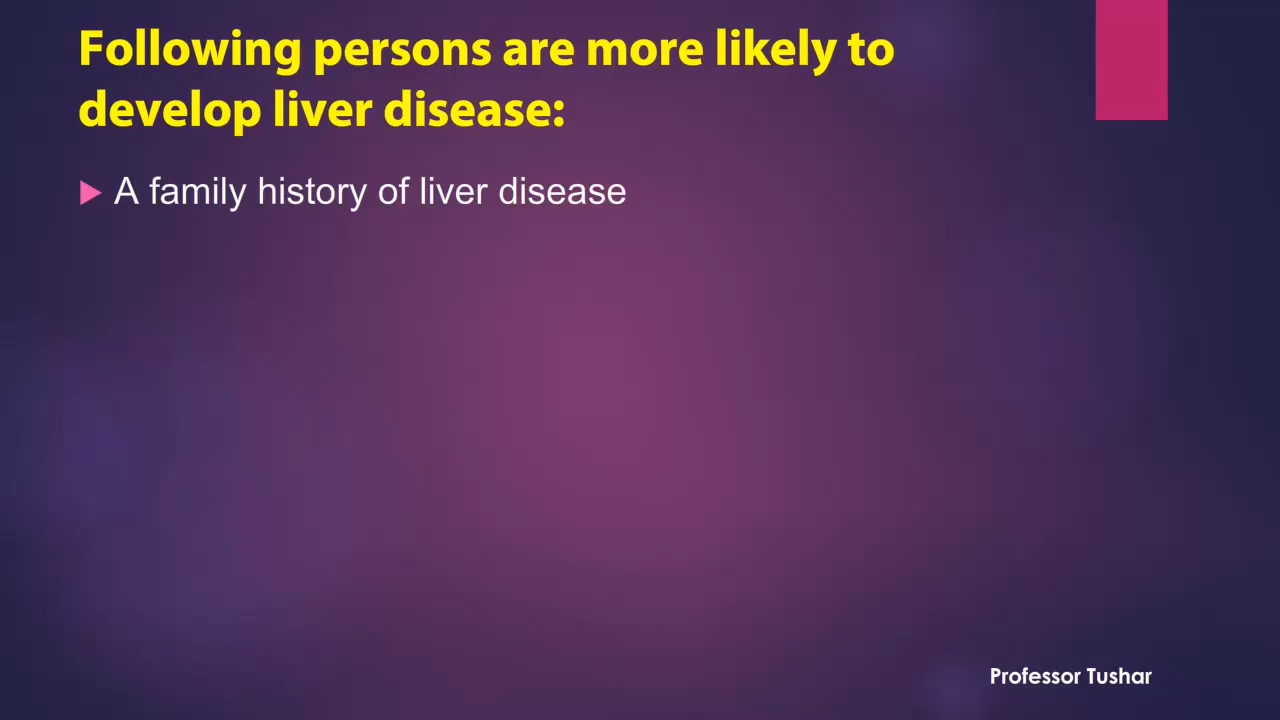 Following persons are more likely to
develop liver disease:
A family history of liver disease
Professor Tushar